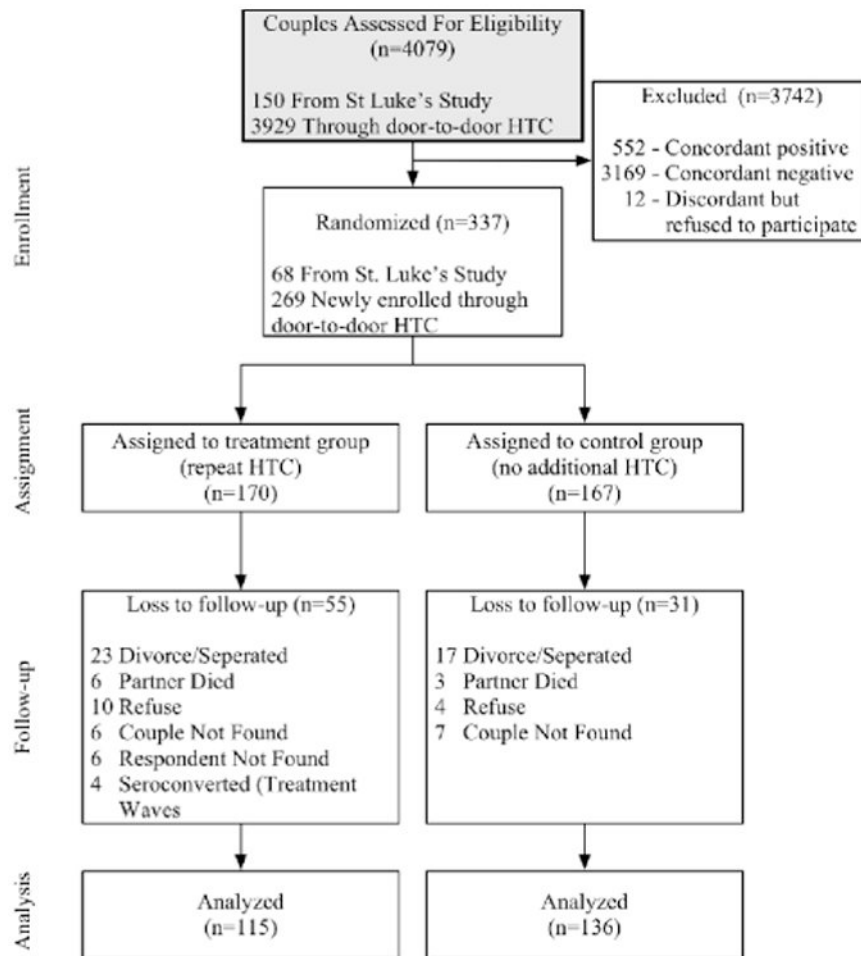 Couples Assessed For Eligibility
(n=4079)
150 From St Luke's Study
3929 Through door-to-door HTC
Excluded (n=3742)
552 - Concordant positive
3169 - Concordant negative
12 - Discordant but
refused to participate
Enrollment
Randomized (n=337)
68 From St. Luke's Study
269 Newly enrolled through
door-to-door HTC
Assignment
Assigned to treatment group
(repeat HTC)
(n=170)
Assigned to control group
(no additional HTC)
(n=167)
Follow-up
Loss to follow-up (n=55)
23 Divorce/Seperated
6 Partner Died
10 Refuse
6 Couple Not Found
6 Respondent Not Found
4 Seroconverted (Treatment
Waves
Loss to follow-up (n=31)
17 Divorce/Seperated
3 Partner Died
4 Refuse
7 Couple Not Found
Analysis
Analyzed
(n=115)
Analyzed
(n=136)